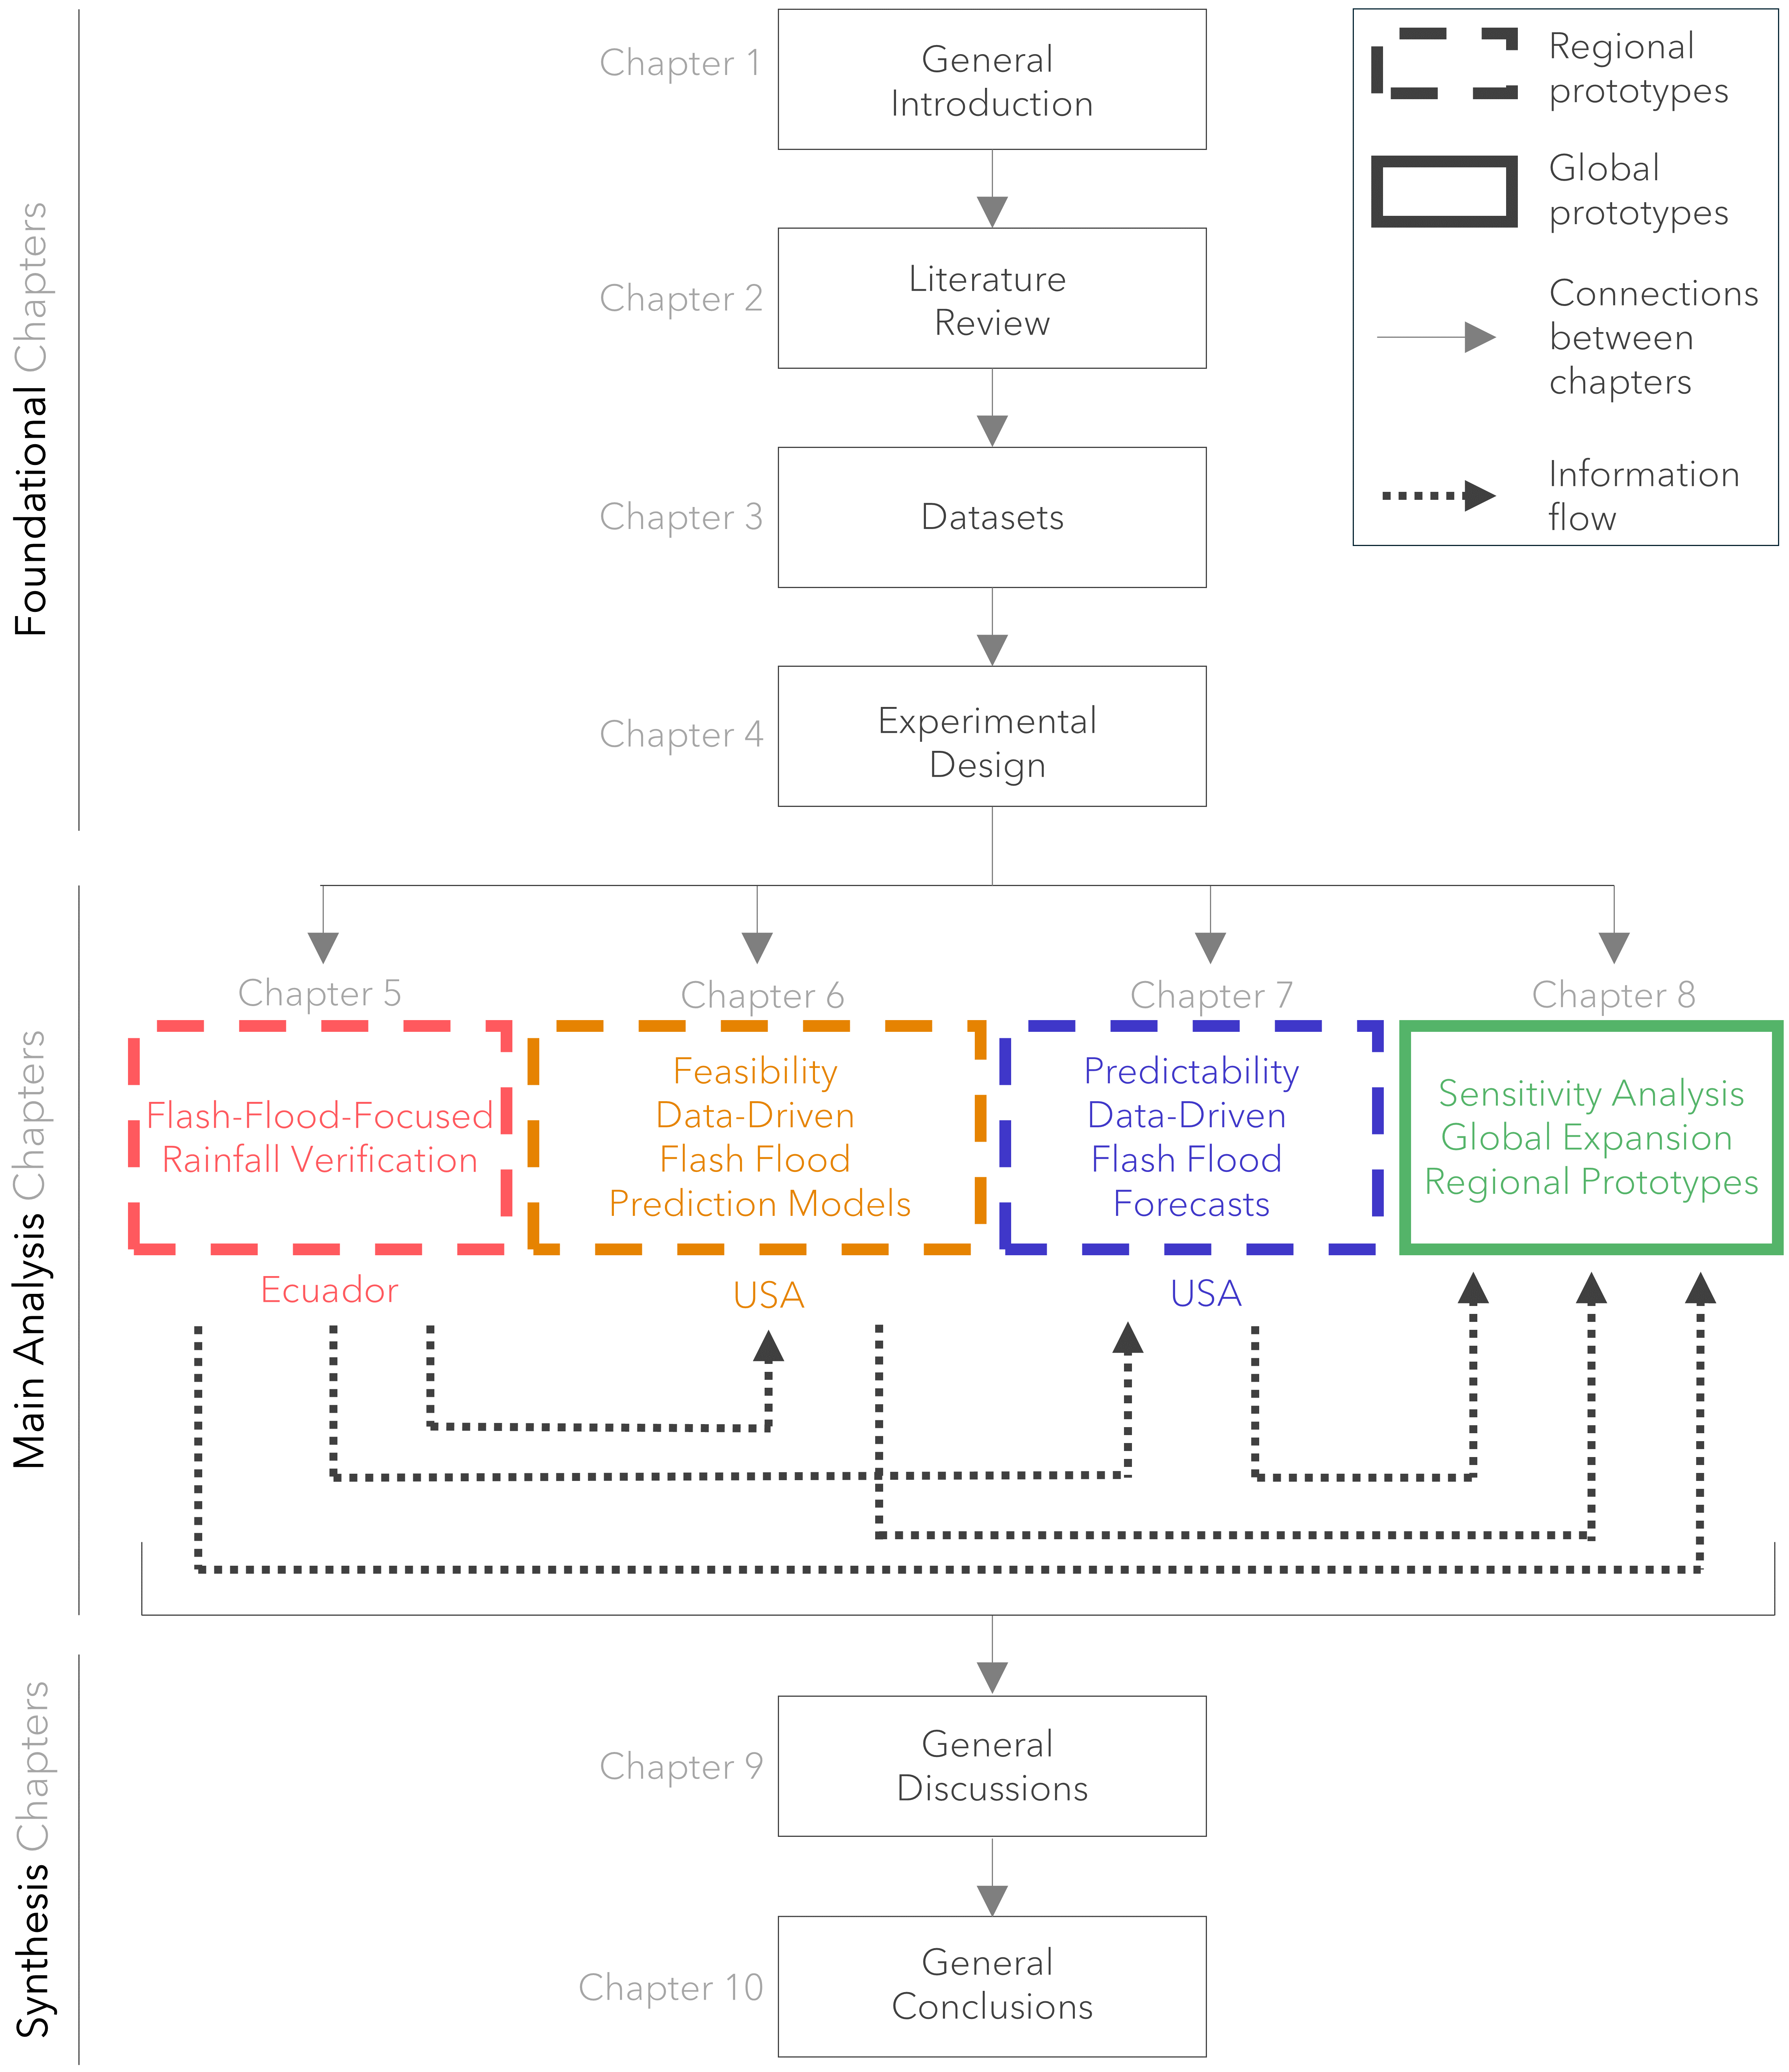 Chapter 1
General
Introduction
Regional
prototypes
Global
prototypes
Connections
between
chapters
Information
flow
Foundational Chapters
Chapter 2
Literature
Review
Chapter 3
Datasets
Chapter 4
Experimental
Design
Main Analysis Chapters
Chapter 5
Flash-Flood-Focused
Rainfall Verification
Ecuador
Chapter 6
Feasibility
Data-Driven
Flash Flood
Prediction Models
USA
Chapter 7
Predictability
Data-Driven
Flash Flood
Forecasts
USA
Chapter 8
Sensitivity Analysis
Global Expansion
Regional Prototypes
Synthesis Chapters
Chapter 9
General
Discussions
Chapter 10
General
Conclusions